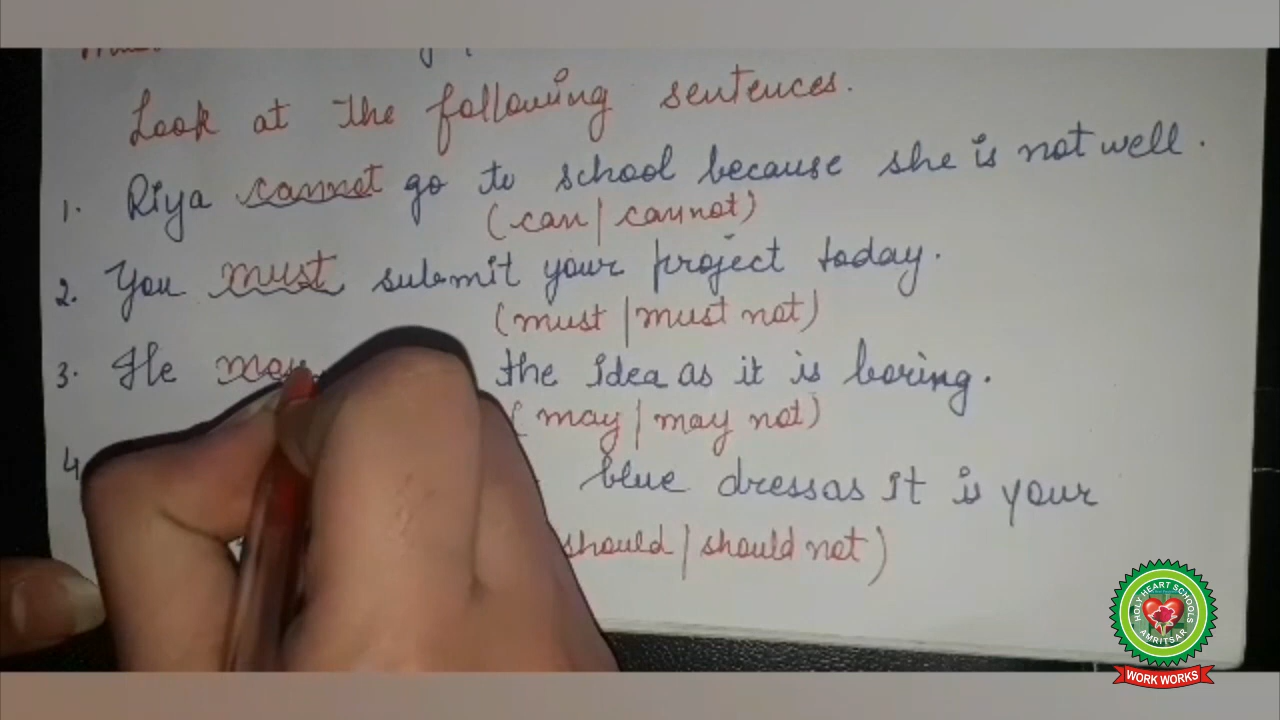 Look at the following sentences.
1. Riya cannot go to school because she is not well.
(can | cannot)
2. You must submit your project today.
(must | must not)
3. He may the idea as it is boring.
(may | may not)
4. blue dress as it is your
should | should not)
HOLY HEART SCHOOLS
AMRITSAR
WORK WORKS